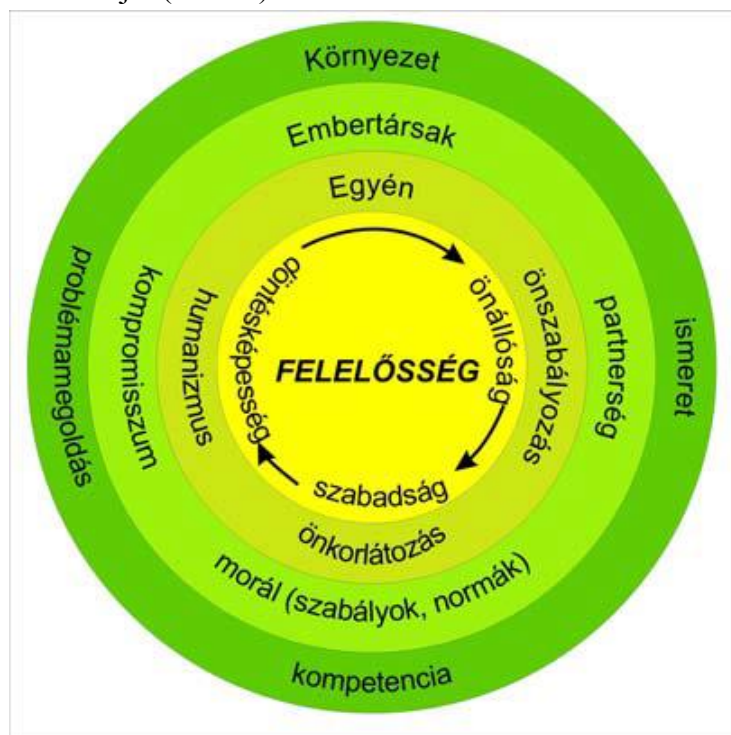 Környezet
Embertársak
Egyén
döntésképesség
önállóság
szabadság
FELELŐSSÉG
humanizmus
önszabályozás
önkorlátozás
kompromisszum
partnerség
morál (szabályok, normák)
problémamegoldás
ismeret
kompetencia